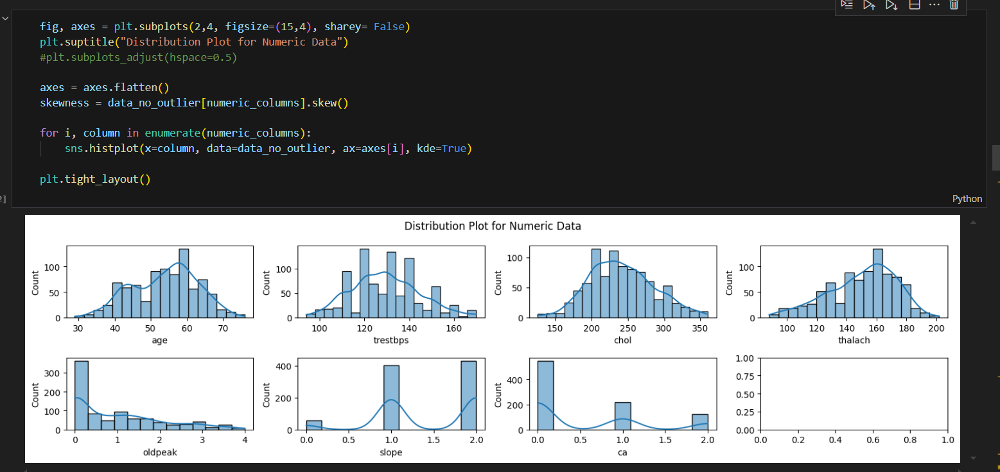 fig, axes = plt.subplots(2,4, figsize=(15,4), sharey= False)
plt.suptitle("Distribution Plot for Numeric Data")
#plt.subplots_adjust(hspace=0.5)
axes = axes.flatten()
skewness = data_no_outlier[numeric_columns].skew()
for i, column in enumerate(numeric_columns):
sns.histplot(x=column, data=data_no_outlier, ax=axes[i], kde=True)
plt.tight_layout()
Python
Distribution Plot for Numeric Data
Count
100
50
0
30 40 50 60 70
age
Count
100
50
0
100 120 140 160
trestbps
Count
100
50
0
150 200 250 300 350
chol
Count
100
50
0
100 120 140 160 180 200
thalach
Count
300
200
100
0
0 1 2 3 4
oldpeak
Count
400
200
0
0.0 0.5 1.0 1.5 2.0
slope
Count
400
200
0
0.0 0.5 1.0 1.5 2.0
ca
1.00
0.75
0.50
0.25
0.00
0.0 0.2 0.4 0.6 0.8 1.0